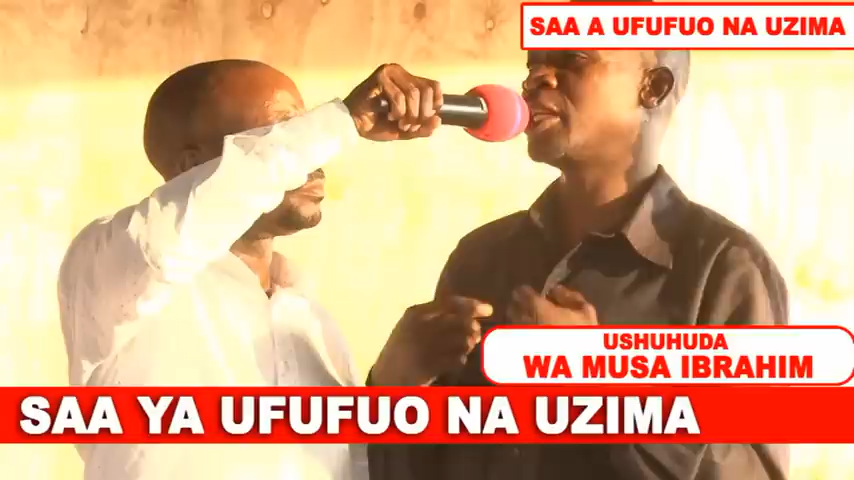 SAA A UFUFUO NA UZIMA
USHUHUDA
WA MUSA IBRAHIM
SAA YA UFUFUO NA UZIMA